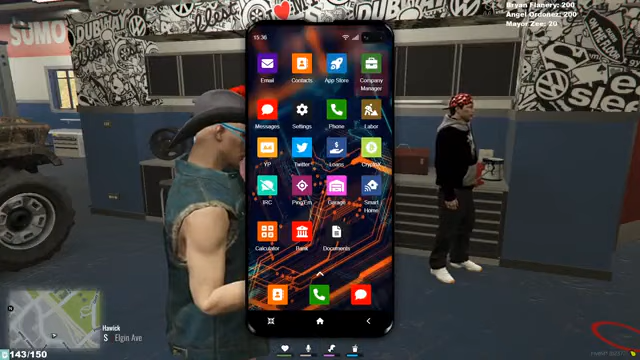 Bryan Flanery: 200
Angel Ordonez: 200
Mayor Zee: 20
SUMO
DUBWAY
15:36
Email
Contacts
App Store
Company Manager
Messages
Settings
Phone
Labor
YP
Twitter
Loans
Crypto
IRC
Ping'Em
Garage
Smart Home
Calculator
Bank
Documents
Hawick
S Elgin Ave
143/150